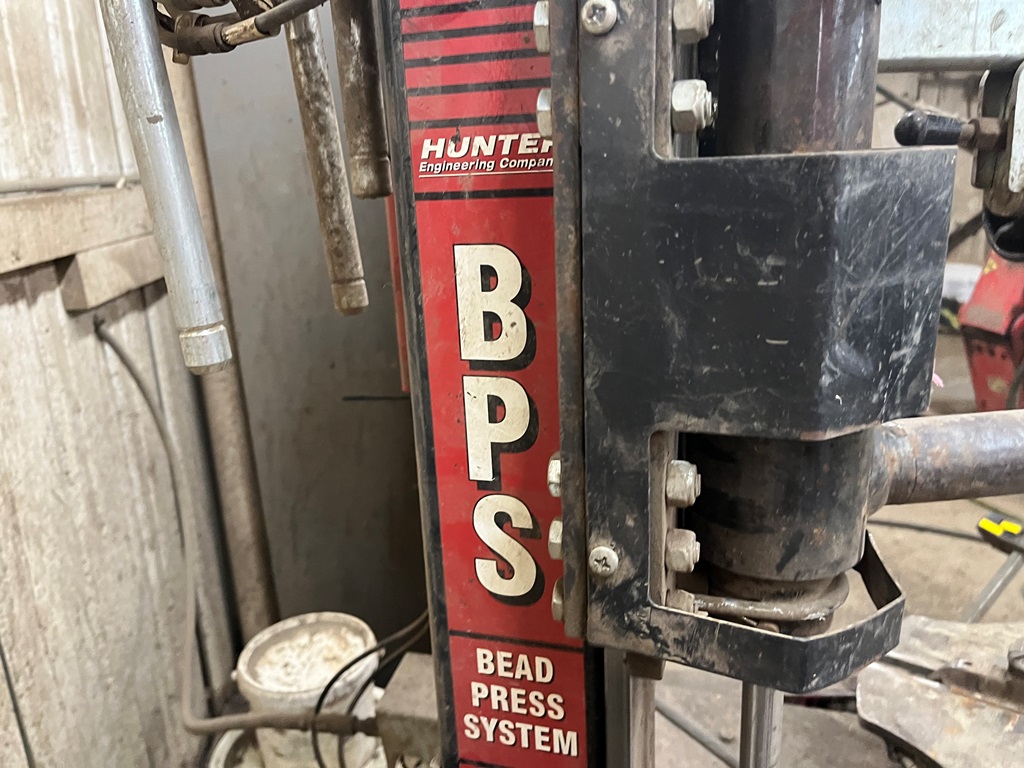 HUNTER
Engineering Compan
BPS
BEAD
PRESS
SYSTEM